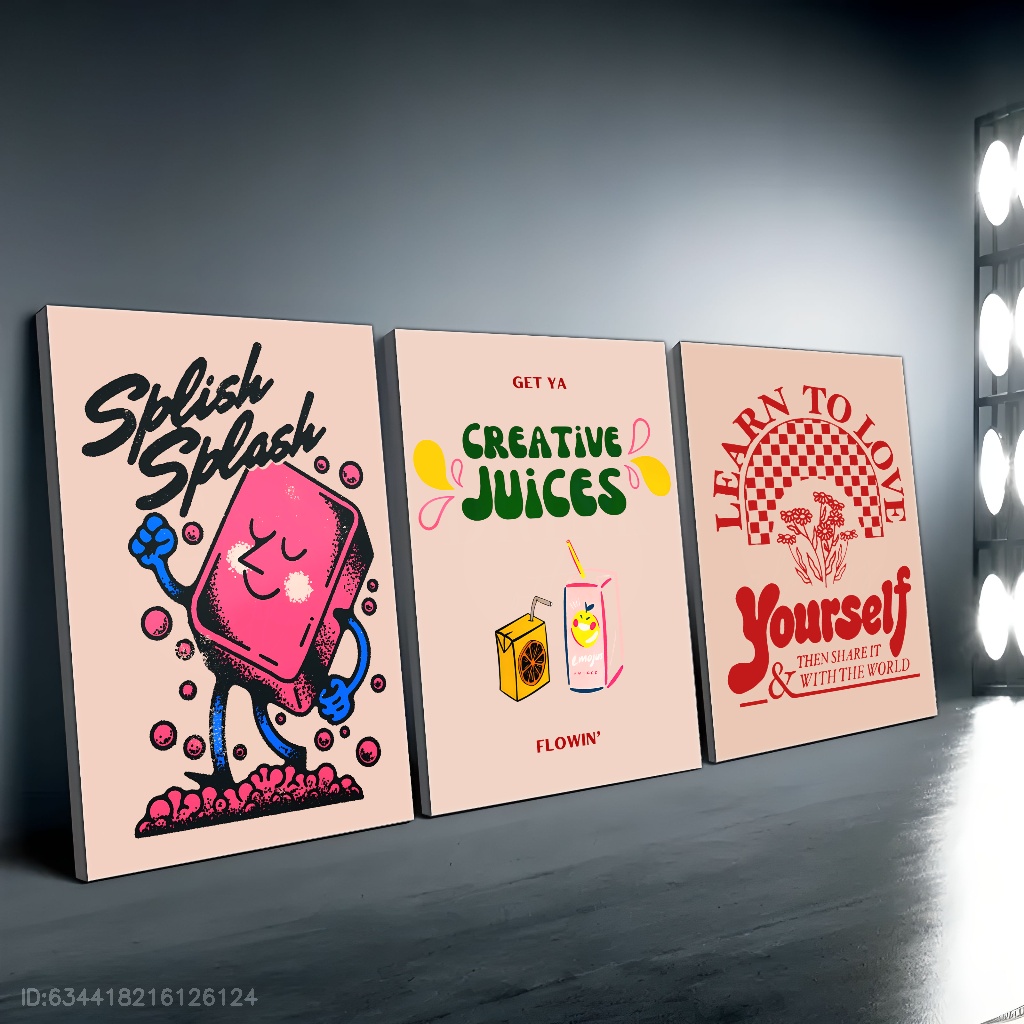 Splish
Splash
GET YA
CREATiVE
JUiCES
FLOWIN'
LEARN TO LOVE
Yourself
& THEN SHARE IT
WITH THE WORLD
ID:634418216126124